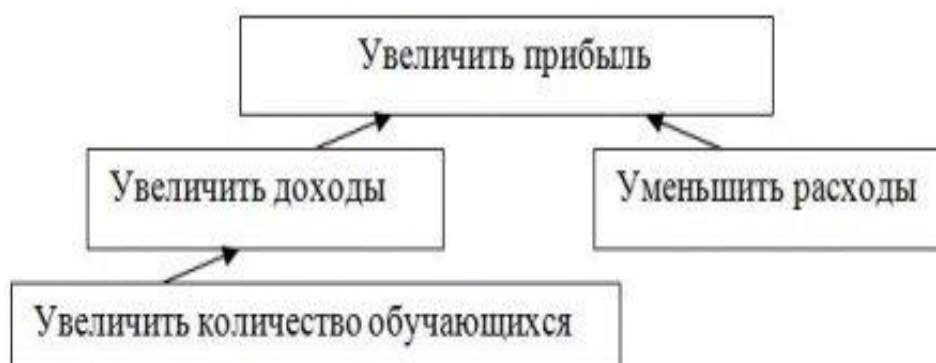 Увеличить прибыль
Увеличить доходы
Уменьшить расходы
Увеличить количество обучающихся